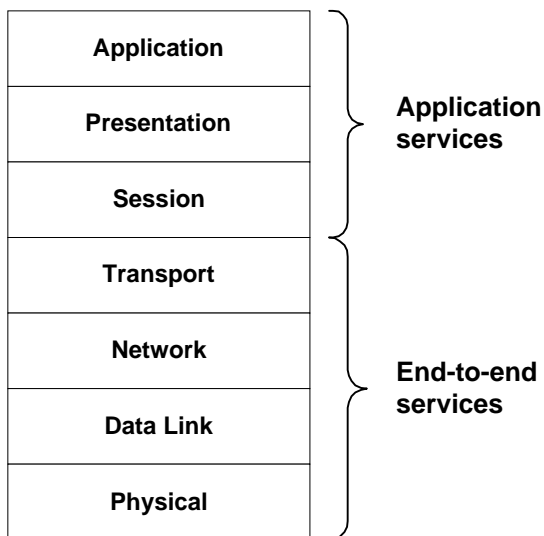 Application
Presentation
Session
Transport
Network
Data Link
Physical
Application
services
End-to-end
services